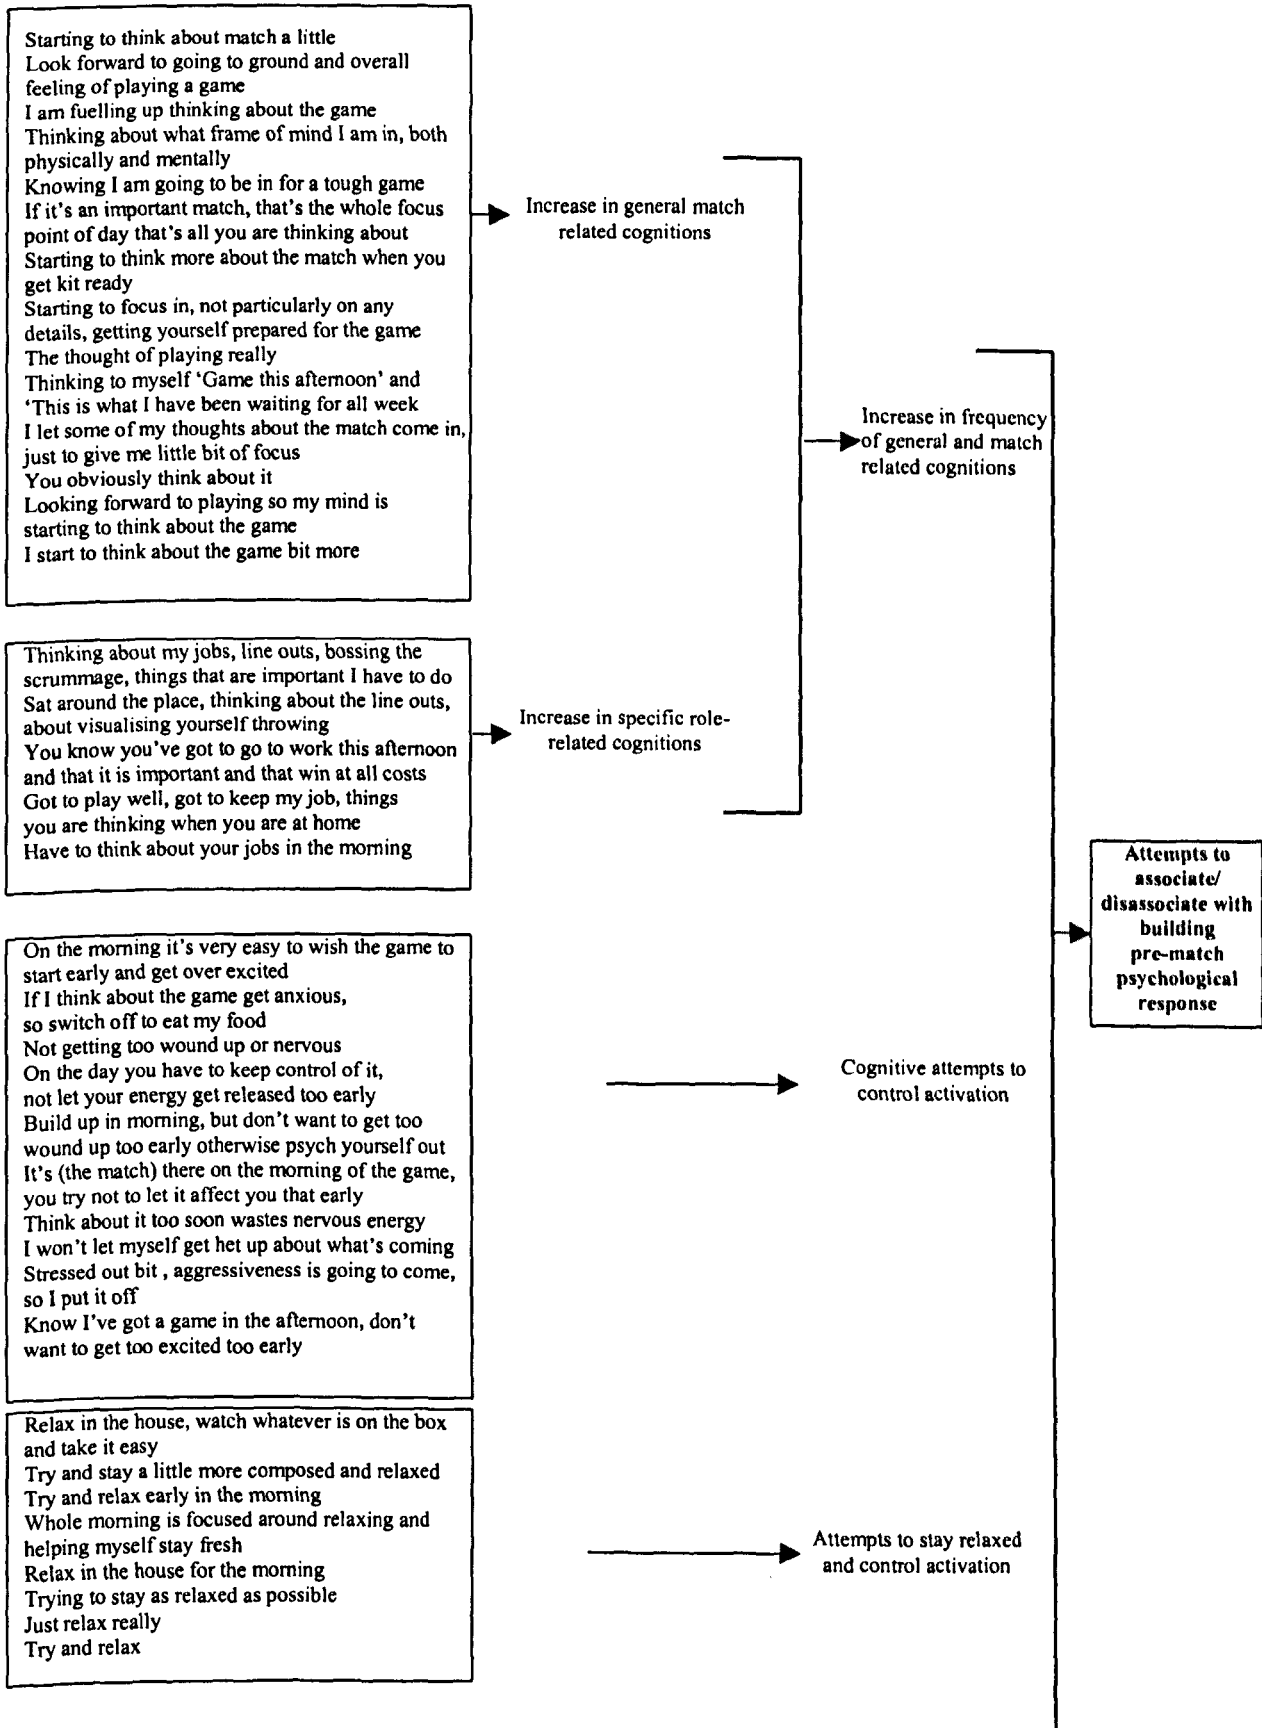 Starting to think about match a little
Look forward to going to ground and overall
feeling of playing a game
I am fuelling up thinking about the game
Thinking about what frame of mind I am in, both
physically and mentally
Knowing I am going to be in for a tough game
If it's an important match, that's the whole focus
point of day that's all you are thinking about
Starting to think more about the match when you
get kit ready
Starting to focus in, not particularly on any
details, getting yourself prepared for the game
The thought of playing really
Thinking to myself 'Game this afternoon' and
'This is what I have been waiting for all week
I let some of my thoughts about the match come in,
just to give me little bit of focus
You obviously think about it
Looking forward to playing so my mind is
starting to think about the game
I start to think about the game bit more
Increase in general match
related cognitions
Thinking about my jobs, line outs, bossing the
scrummage, things that are important I have to do
Sat around the place, thinking about the line outs,
about visualising yourself throwing
You know you've got to go to work this afternoon
and that it is important and that win at all costs
Got to play well, got to keep my job, things
you are thinking when you are at home
Have to think about your jobs in the morning
Increase in specific role-
related cognitions
Increase in frequency
of general and match
related cognitions
On the morning it's very easy to wish the game to
start early and get over excited
If I think about the game get anxious,
so switch off to eat my food
Not getting too wound up or nervous
On the day you have to keep control of it,
not let your energy get released too early
Build up in morning, but don't want to get too
wound up too early otherwise psych yourself out
It's (the match) there on the morning of the game,
you try not to let it affect you that early
Think about it too soon wastes nervous energy
I won't let myself get het up about what's coming
Stressed out bit , aggressiveness is going to come,
so I put it off
Know I've got a game in the afternoon, don't
want to get too excited too early
Cognitive attempts to
control activation
Relax in the house, watch whatever is on the box
and take it easy
Try and stay a little more composed and relaxed
Try and relax early in the morning
Whole morning is focused around relaxing and
helping myself stay fresh
Relax in the house for the morning
Trying to stay as relaxed as possible
Just relax really
Try and relax
Attempts to stay relaxed
and control activation
Attempts to
associate/
disassociate with
building
pre-match
psychological
response